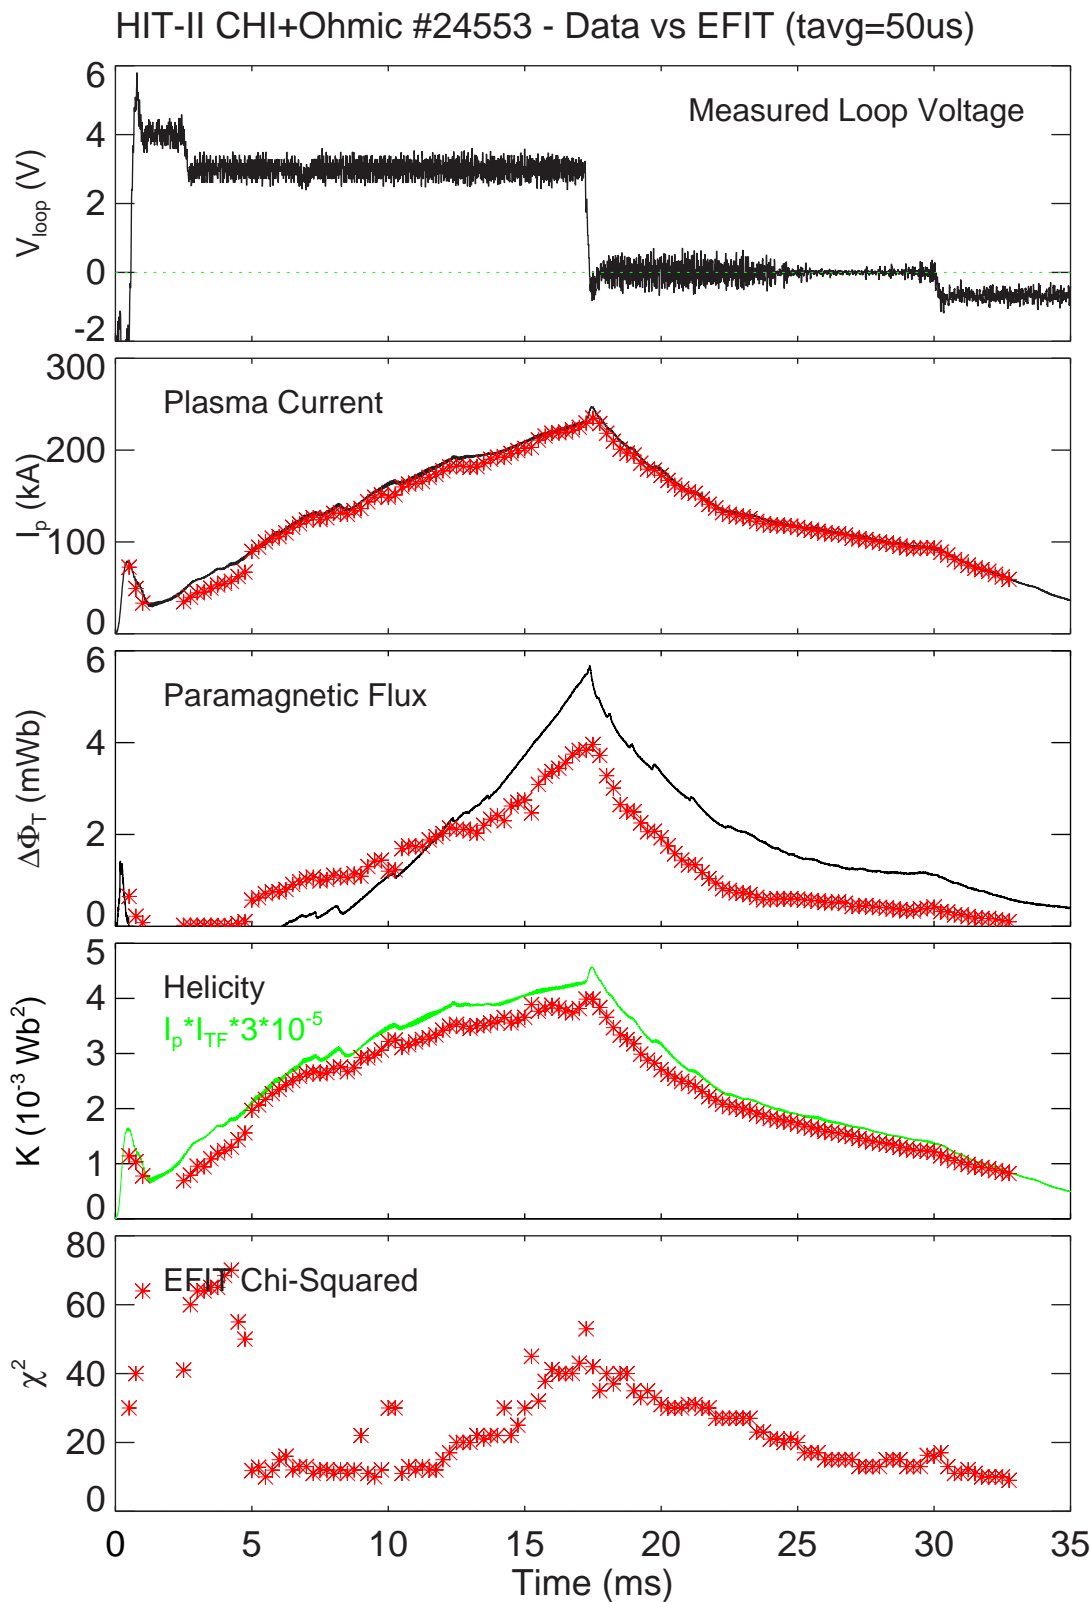 HIT-II CHI+Ohmic #24553 - Data vs EFIT (tavg=50us)
6
4
2
0
-2
V_loop (V)
Measured Loop Voltage
300
200
100
0
I_p (kA)
Plasma Current
6
4
2
0
ΔΦ_T (mWb)
Paramagnetic Flux
5
4
3
2
1
0
K (10^-3 Wb^2)
Helicity
I_p*I_TF*3*10^-5
80
60
40
20
0
χ^2
EFIT Chi-Squared
0 5 10 15 20 25 30 35
Time (ms)